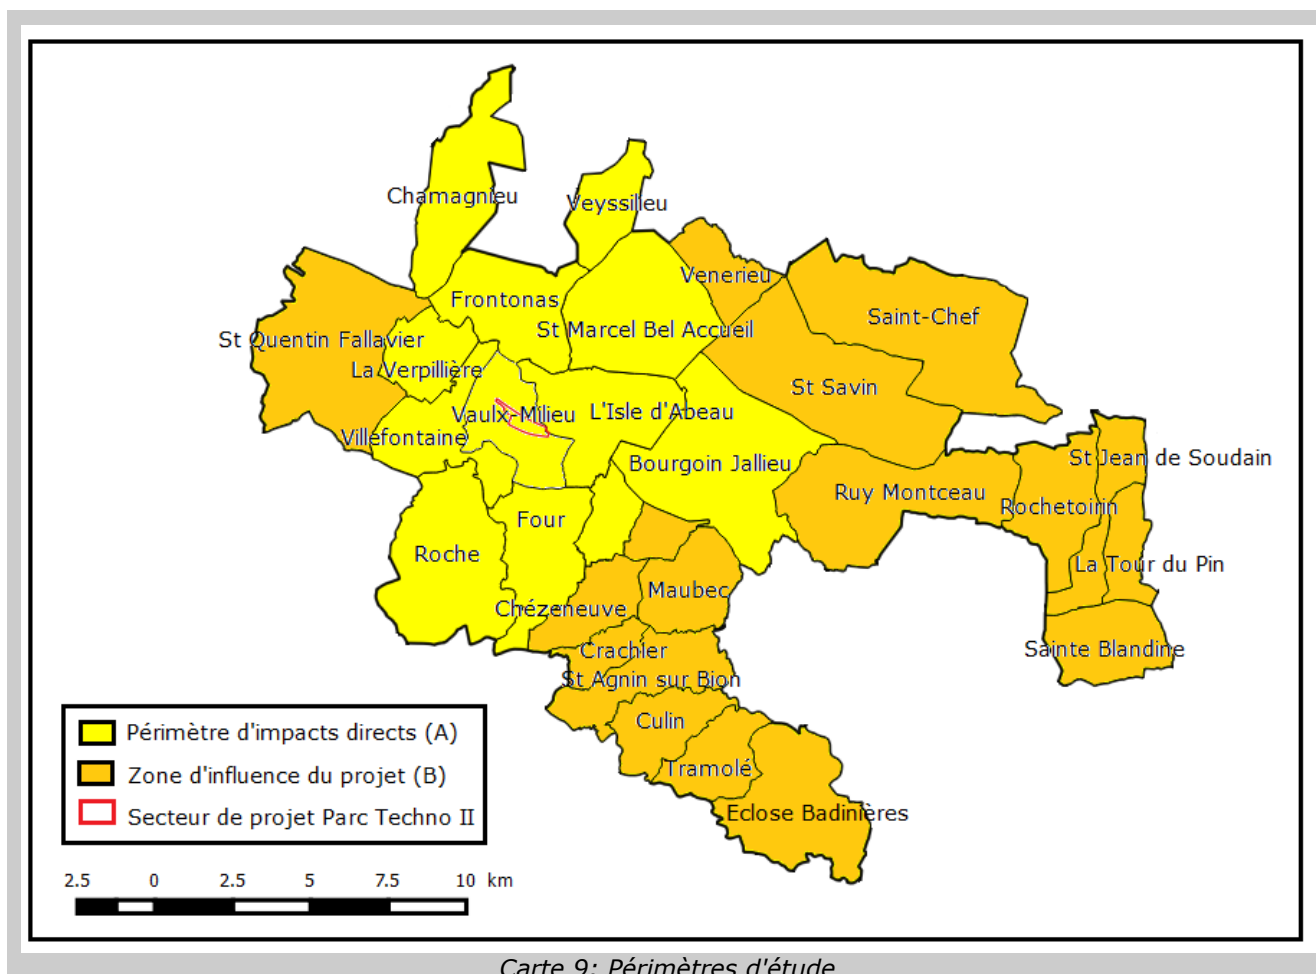 Chamagnieu
Veyssilieu
Venerieu
Frontonas
Saint-Chef
St Marcel Bel Accueil
St Quentin Fallavier
La Verpillière
St Savin
Vaulx-Milieu
L'Isle d'Abeau
Villefontaine
Bourgoin Jallieu
St Jean de Soudain
Ruy Montceau
Rochetoirin
Four
Roche
La Tour du Pin
Maubec
Chézeneuve
Crachier
Sainte Blandine
St Agnin sur Bion
Culin
Tramolé
Eclose Badinières
Périmètre d'impacts directs (A)
Zone d'influence du projet (B)
Secteur de projet Parc Techno II
2.5 0 2.5 5 7.5 10 km
Carte 9: Périmètres d'étude